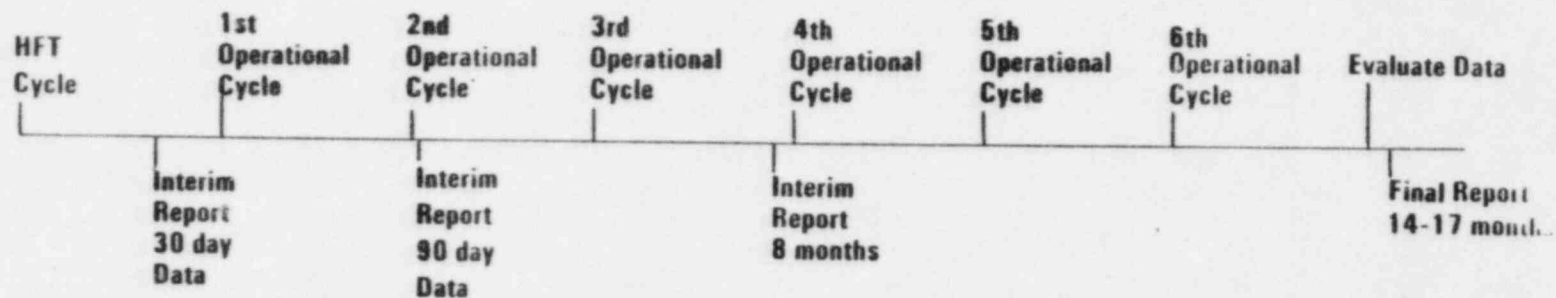 HFT
Cycle
1st
Operational
Cycle
2nd
Operational
Cycle
3rd
Operational
Cycle
4th
Operational
Cycle
5th
Operational
Cycle
6th
Operational
Cycle
Evaluate Data
Interim
Report
30 day
Data
Interim
Report
90 day
Data
Interim
Report
8 months
Final Report
14-17